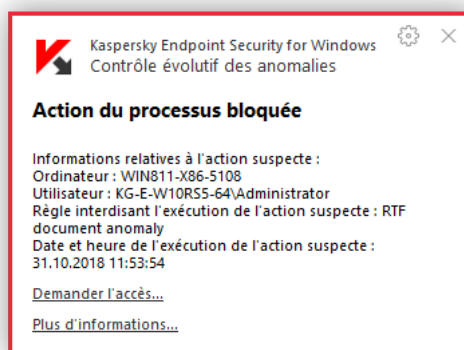 Kaspersky Endpoint Security for Windows
Contrôle évolutif des anomalies
Action du processus bloquée
Informations relatives à l'action suspecte :
Ordinateur : WIN811-X86-5108
Utilisateur : KG-E-W10RS5-64\Administrator
Règle interdisant l'exécution de l'action suspecte : RTF
document anomaly
Date et heure de l'exécution de l'action suspecte :
31.10.2018 11:53:54
Demander l'accès...
Plus d'informations...